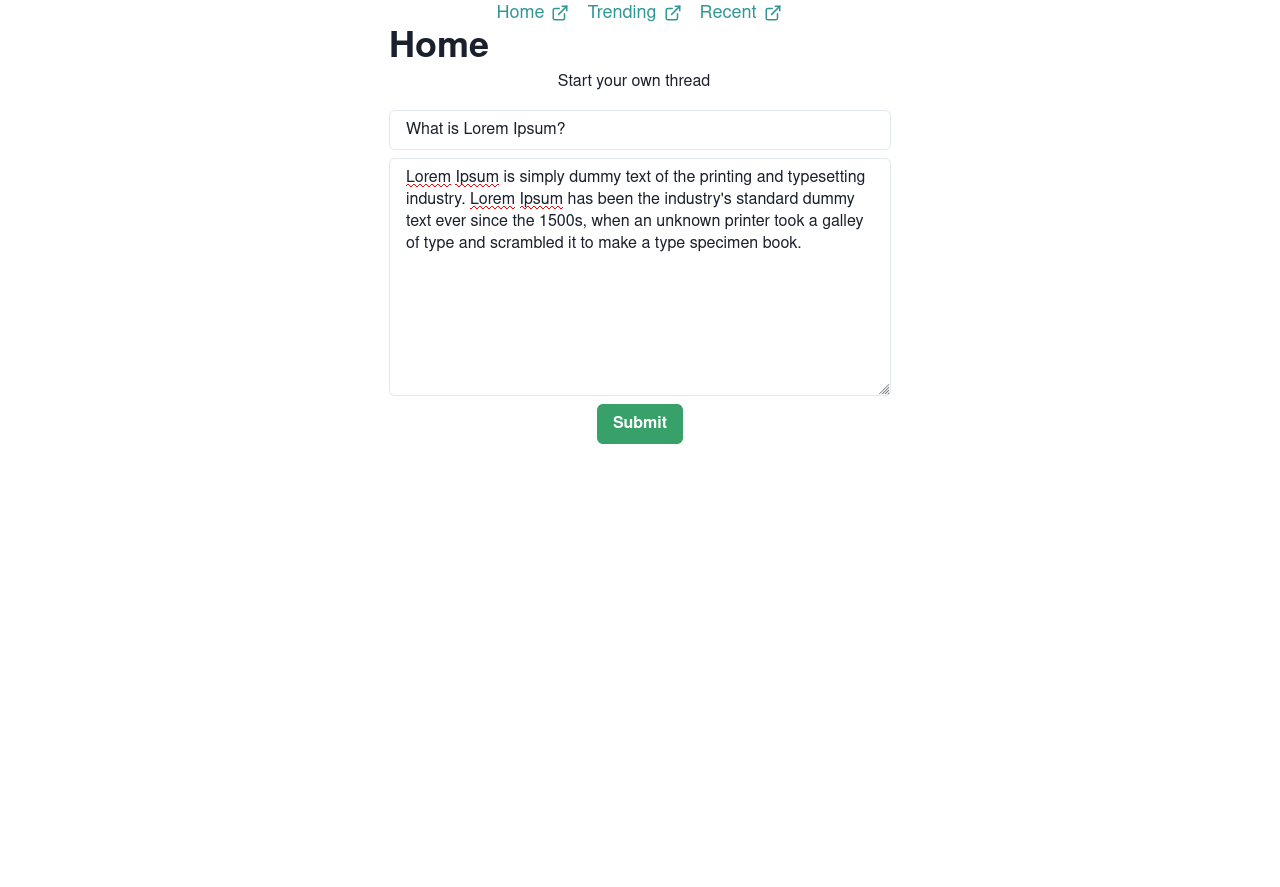 Home Trending Recent
Home
Start your own thread
What is Lorem Ipsum?
Lorem Ipsum is simply dummy text of the printing and typesetting
industry. Lorem Ipsum has been the industry's standard dummy
text ever since the 1500s, when an unknown printer took a galley
of type and scrambled it to make a type specimen book.
Submit